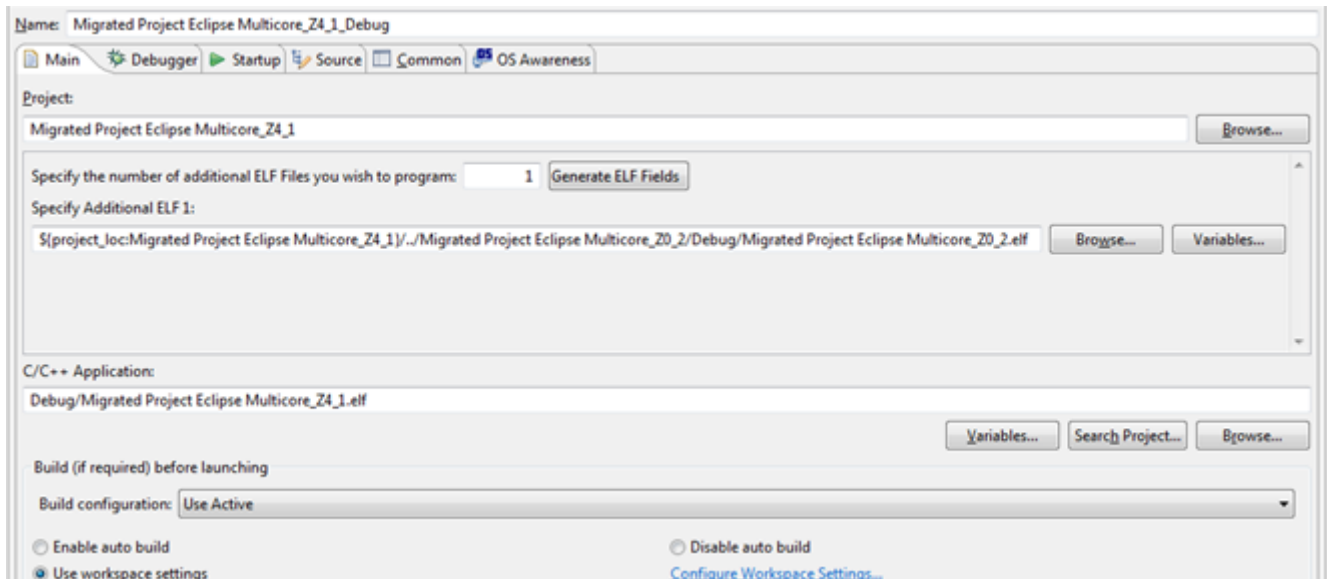 Name: Migrated Project Eclipse Multicore_Z4_1_Debug
Main Debugger Startup Source Common OS Awareness
Project:
Migrated Project Eclipse Multicore_Z4_1 Browse...
Specify the number of additional ELF Files you wish to program: 1 Generate ELF Fields
Specify Additional ELF 1:
${project_loc:Migrated Project Eclipse Multicore_Z4_1}/../Migrated Project Eclipse Multicore_Z0_2/Debug/Migrated Project Eclipse Multicore_Z0_2.elf Browse... Variables...
C/C++ Application:
Debug/Migrated Project Eclipse Multicore_Z4_1.elf
Variables... Search Project... Browse...
Build (if required) before launching
Build configuration: Use Active
Enable auto build Disable auto build
Use workspace settings Configure Workspace Settings...